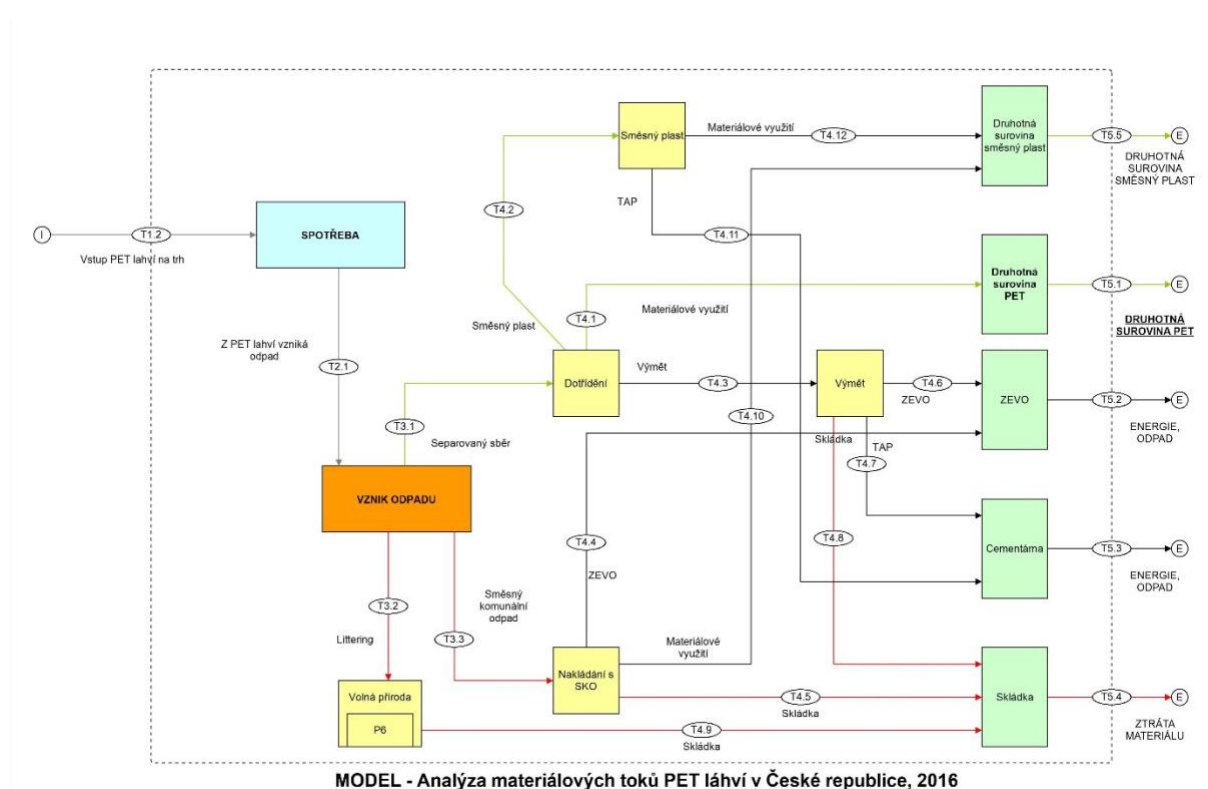 Směsný plast
Materiálové využití
T4.12
Druhotná
surovina
směsný plast
T5.5
E
DRUHOTNÁ
SUROVINA
SMĚSNÝ PLAST
TAP
T4.2
T4.11
I
T1.2
Vstup PET lahví na trh
SPOTŘEBA
Druhotná
surovina
PET
T5.1
E
DRUHOTNÁ
SUROVINA PET
Materiálové využití
T4.1
Směsný plast
Z PET lahví vzniká
odpad
T2.1
Dotřídění
Výmět
T4.3
Výmět
T4.6
ZEVO
ZEVO
T5.2
E
ENERGIE,
ODPAD
T4.10
T3.1
Separovaný sběr
Skládka
TAP
T4.7
VZNIK ODPADU
T4.4
T4.8
Cementárna
T5.3
E
ENERGIE,
ODPAD
ZEVO
T3.2
Směsný
komunální
odpad
Littering
T3.3
Materiálové
využití
Nakládání s
SKO
T4.5
Skládka
Skládka
T5.4
E
ZTRÁTA
MATERIÁLU
Volná příroda
P6
T4.9
Skládka
MODEL - Analýza materiálových toků PET láhví v České republice, 2016